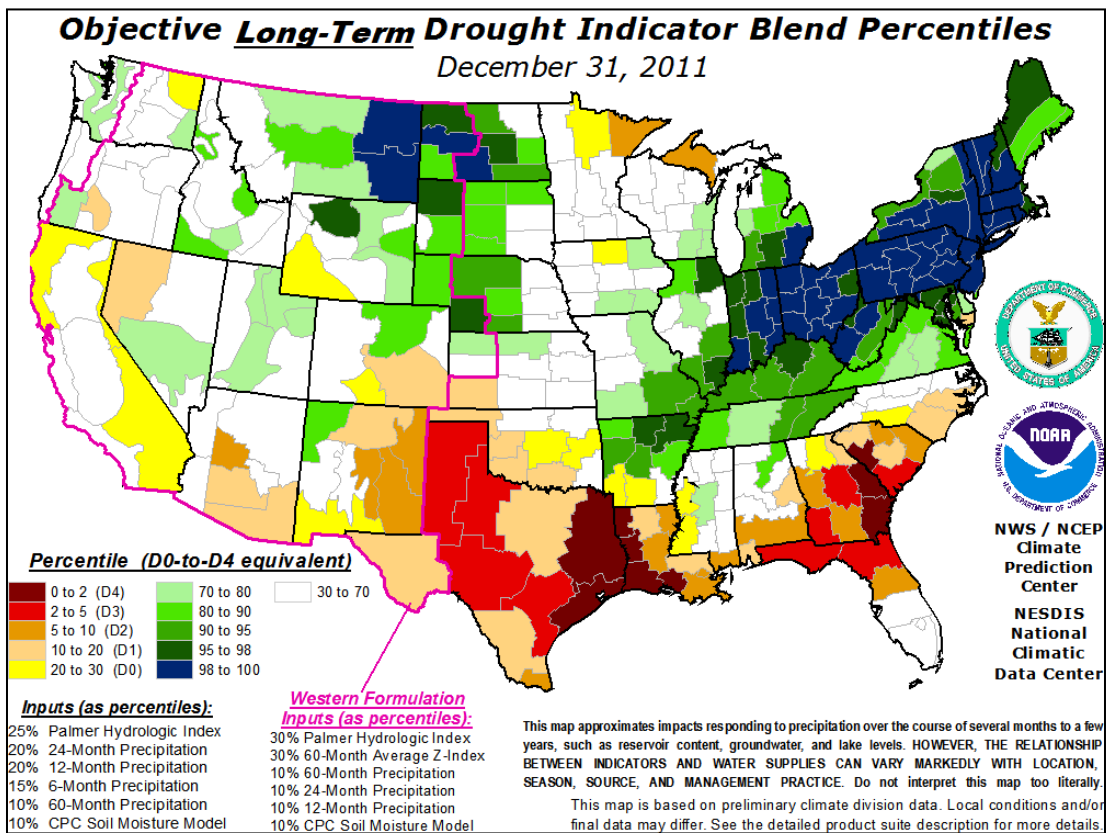 Objective Long-Term Drought Indicator Blend Percentiles
December 31, 2011
DEPARTMENT OF COMMERCE
UNITED STATES OF AMERICA
NATIONAL OCEANIC AND ATMOSPHERIC ADMINISTRATION
NOAA
U.S. DEPARTMENT OF COMMERCE
NWS / NCEP
Climate
Prediction
Center
NESDIS
National
Climatic
Data Center
Percentile (D0-to-D4 equivalent)
0 to 2 (D4)
2 to 5 (D3)
5 to 10 (D2)
10 to 20 (D1)
20 to 30 (D0)
70 to 80
80 to 90
90 to 95
95 to 98
98 to 100
30 to 70
Inputs (as percentiles):
25% Palmer Hydrologic Index
20% 24-Month Precipitation
20% 12-Month Precipitation
15% 6-Month Precipitation
10% 60-Month Precipitation
10% CPC Soil Moisture Model
Western Formulation
Inputs (as percentiles):
30% Palmer Hydrologic Index
30% 60-Month Average Z-Index
10% 60-Month Precipitation
10% 24-Month Precipitation
10% 12-Month Precipitation
10% CPC Soil Moisture Model
This map approximates impacts responding to precipitation over the course of several months to a few
years, such as reservoir content, groundwater, and lake levels. HOWEVER, THE RELATIONSHIP
BETWEEN INDICATORS AND WATER SUPPLIES CAN VARY MARKEDLY WITH LOCATION,
SEASON, SOURCE, AND MANAGEMENT PRACTICE. Do not interpret this map too literally.
This map is based on preliminary climate division data. Local conditions and/or
final data may differ. See the detailed product suite description for more details.